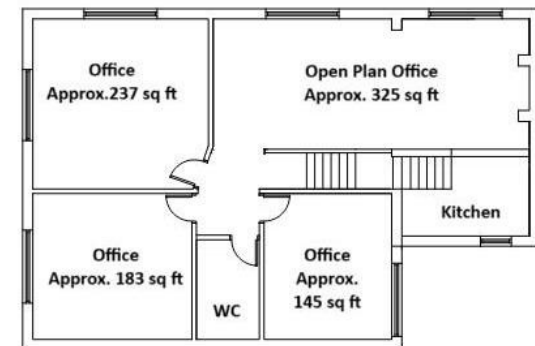 Office
Approx.237 sq ft
Open Plan Office
Approx. 325 sq ft
Kitchen
Office
Approx. 183 sq ft
Office
Approx.
145 sq ft
WC